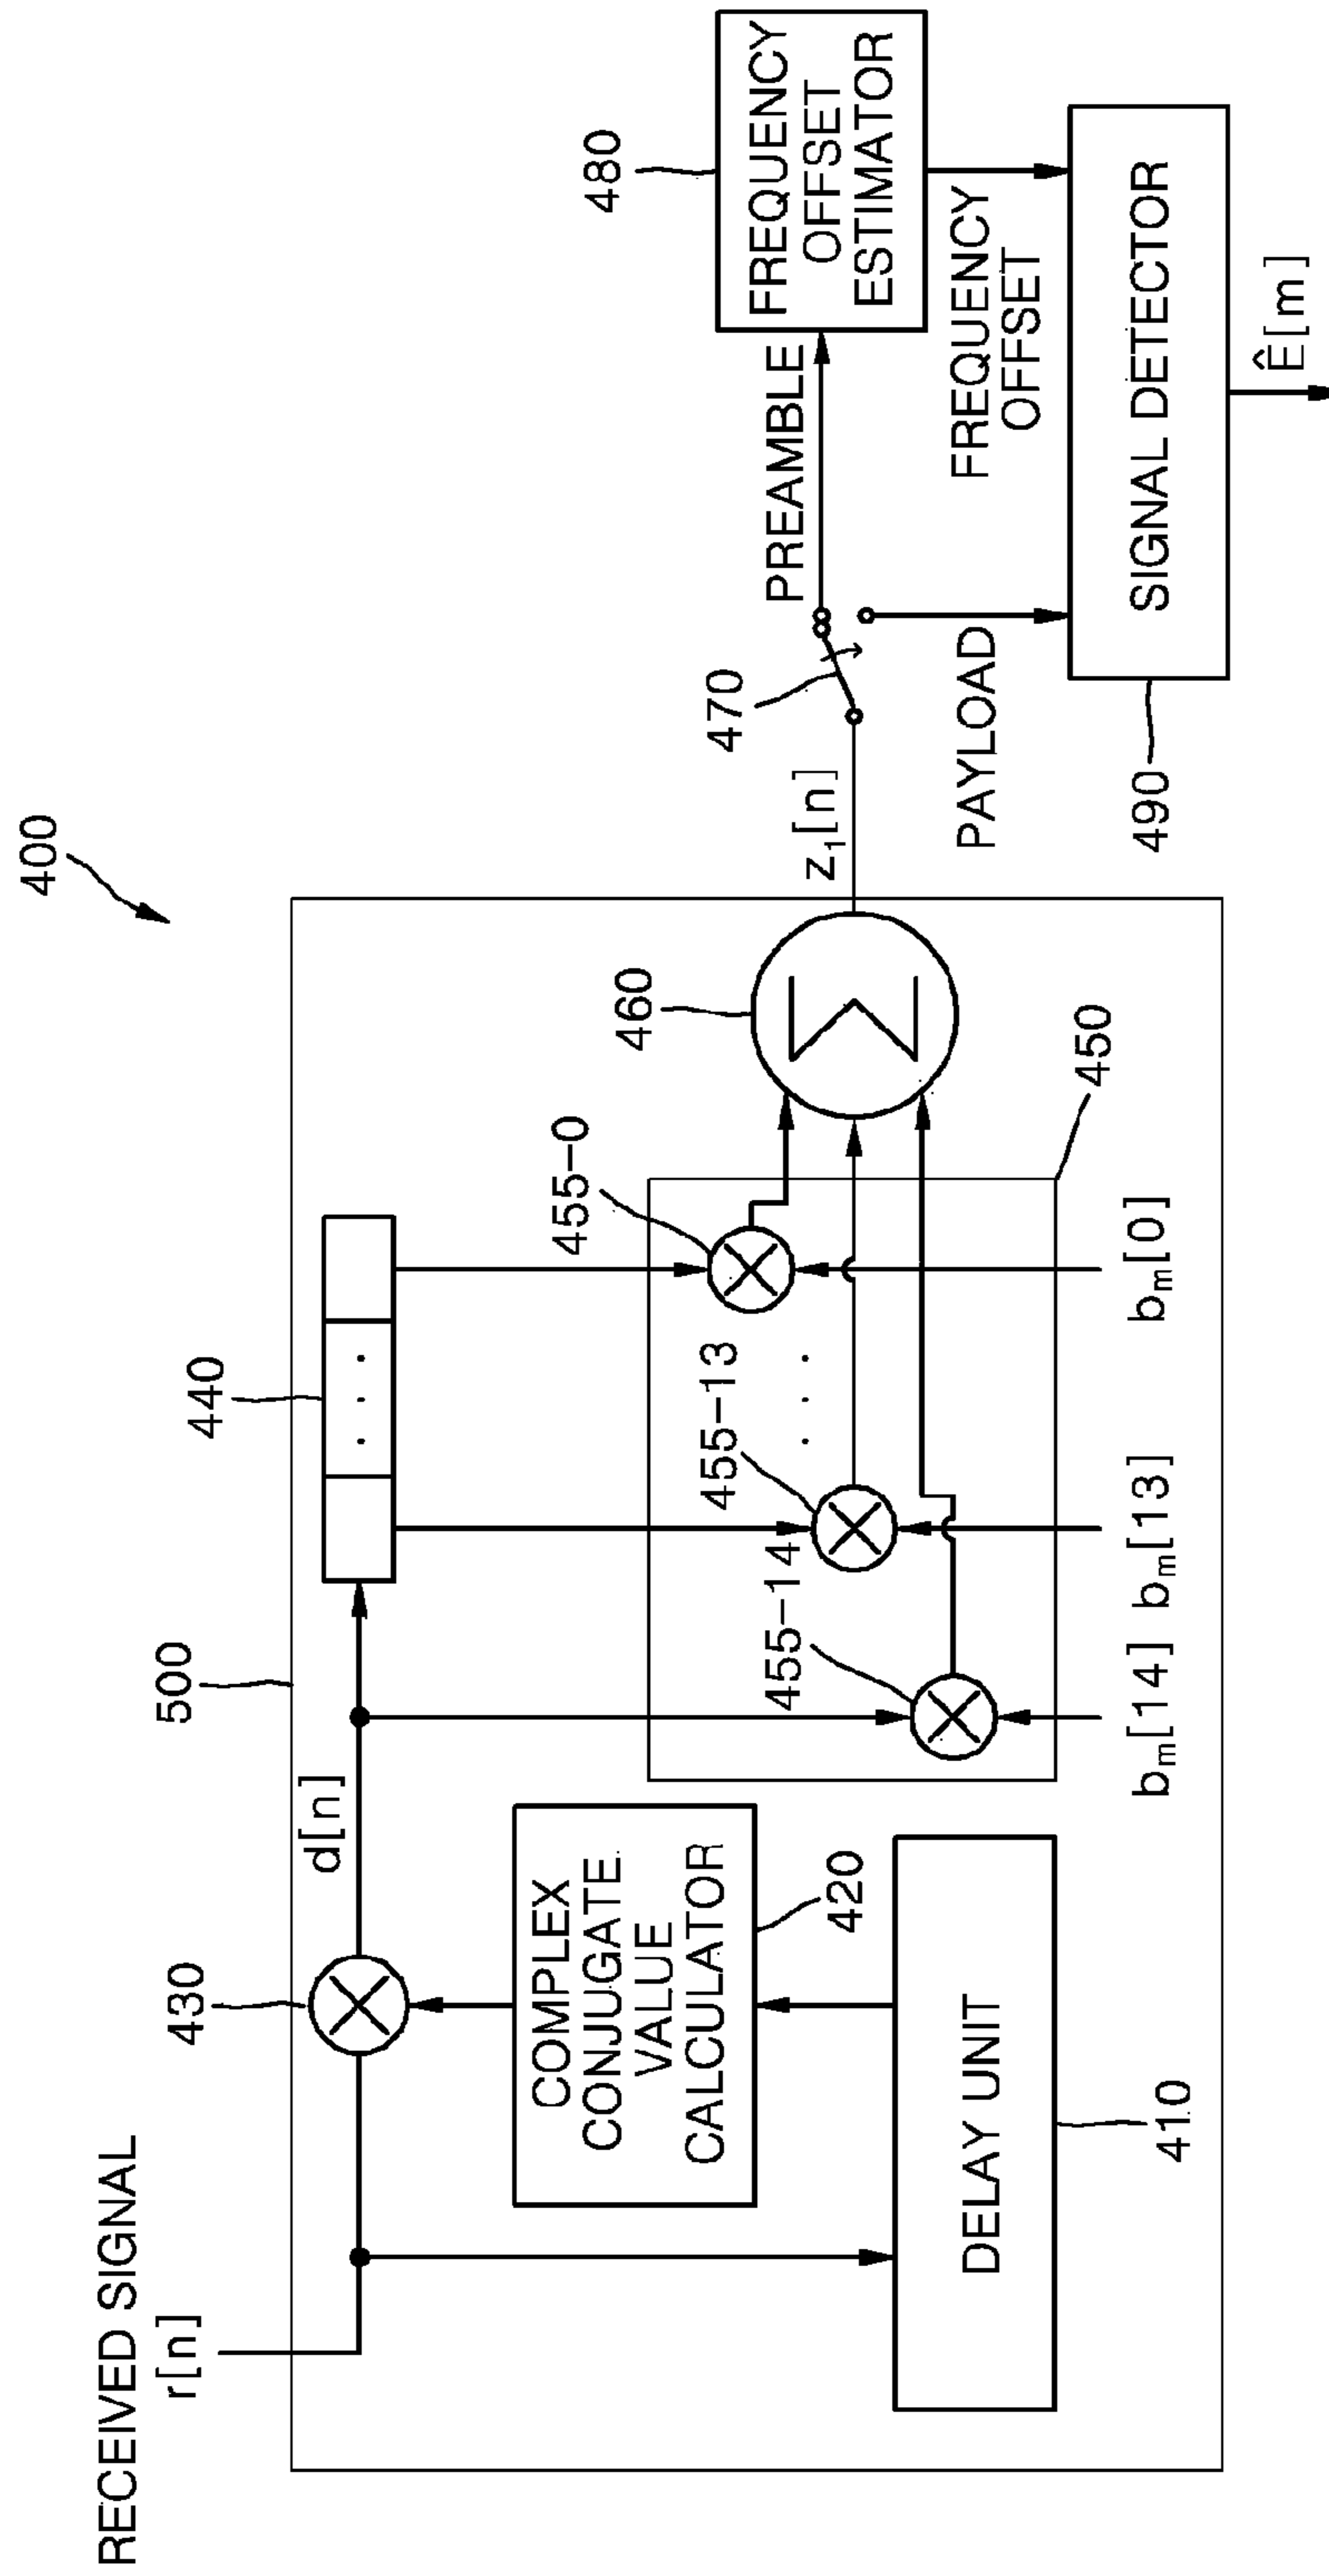 400
RECEIVED SIGNAL
r[n]
430
d[n]
500
440
COMPLEX
CONJUGATE
VALUE
CALCULATOR
420
DELAY UNIT
410
455-14
455-13
455-0
460
450
b_m[14] b_m[13] b_m[0]
z₁[n]
470
PREAMBLE
480
FREQUENCY
OFFSET
ESTIMATOR
PAYLOAD
FREQUENCY
OFFSET
490
SIGNAL DETECTOR
Ê[m]